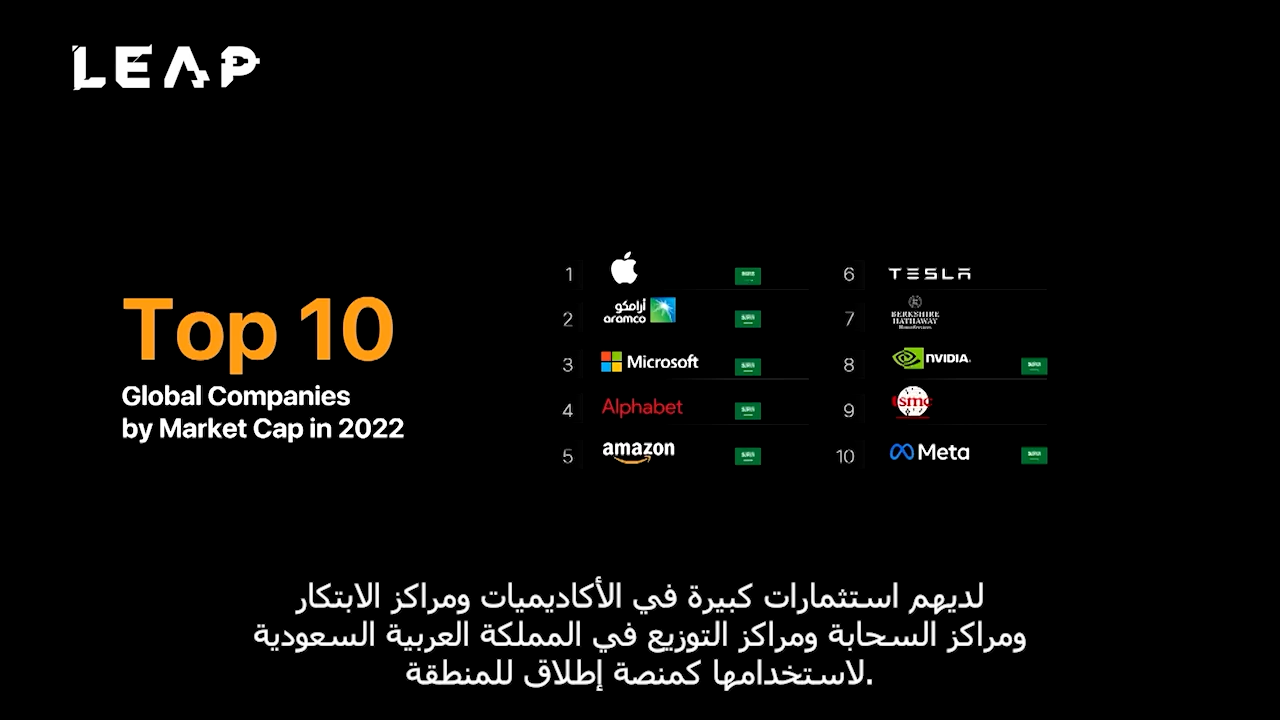 LEAP
Top 10
Global Companies
by Market Cap in 2022
1
2 أرامكو
aramco
3 Microsoft
4 Alphabet
5 amazon
6 TESLA
7 BERKSHIRE
HATHAWAY
HomeServices
8 NVIDIA
9 smc
10 Meta
لديهم استثمارات كبيرة في الأكاديميات ومراكز الابتكار
ومراكز السحابة ومراكز التوزيع في المملكة العربية السعودية
لاستخدامها كمنصة إطلاق للمنطقة.